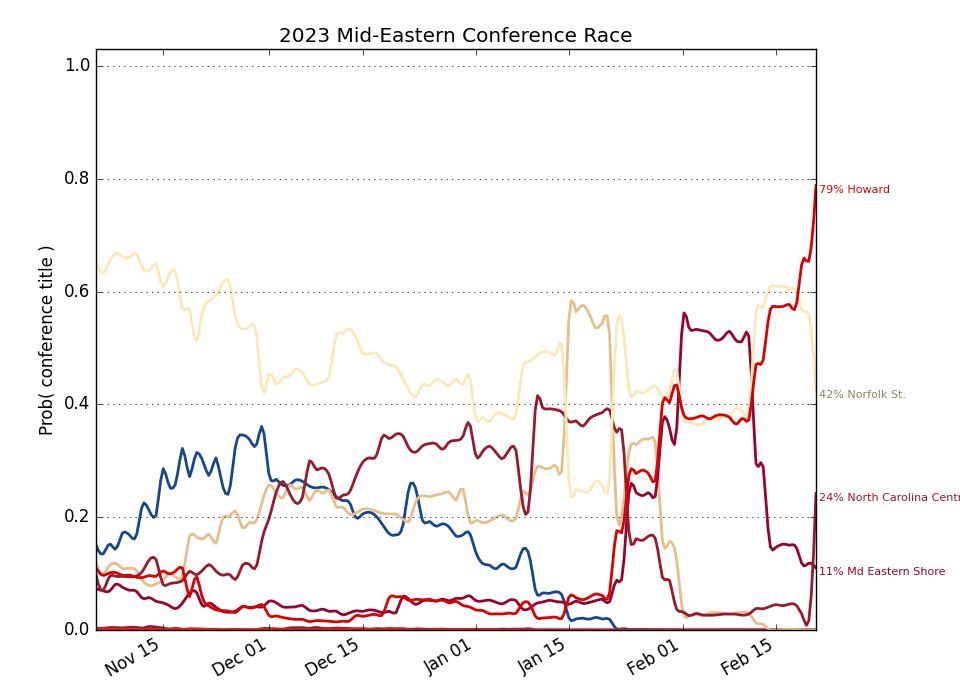 2023 Mid-Eastern Conference Race
1.0
0.8
0.6
0.4
0.2
0.0
Prob( conference title )
79% Howard
42% Norfolk St.
24% North Carolina Centr
11% Md Eastern Shore
Nov 15
Dec 01
Dec 15
Jan 01
Jan 15
Feb 01
Feb 15